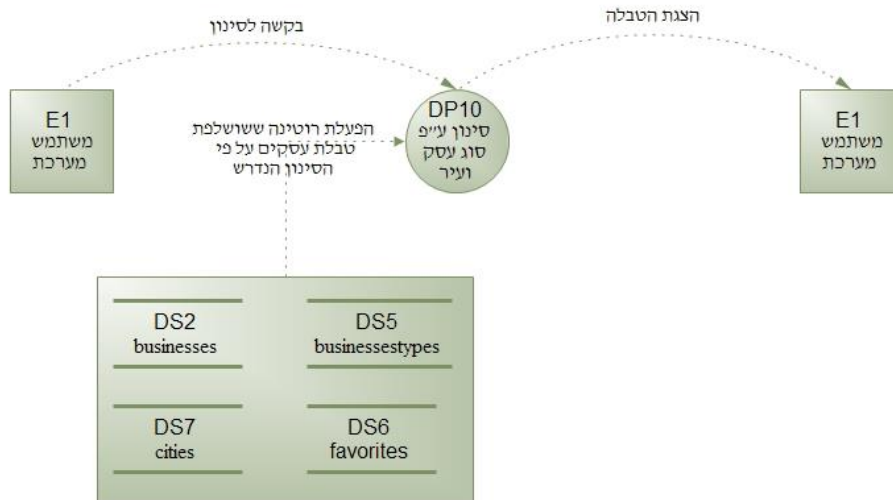 בקשה לסינון
הצגת הטבלה
E1
משתמש
מערכת
הפעלת רוטינה ששושלפת
טבלת עסקים על פי
הסינון הנדרש
DP10
סינון ע״פ
סוג עסק
ועיר
E1
משתמש
מערכת
DS2
businesses
DS5
businessestypes
DS7
cities
DS6
favorites